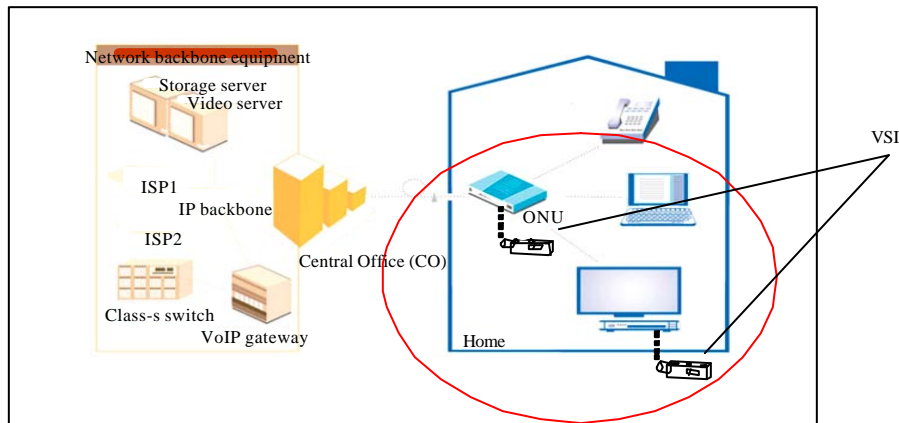 Network backbone equipment
Storage server
Video server
VSI
ISP1
IP backbone
ONU
ISP2
Central Office (CO)
Class-s switch
VoIP gateway
Home